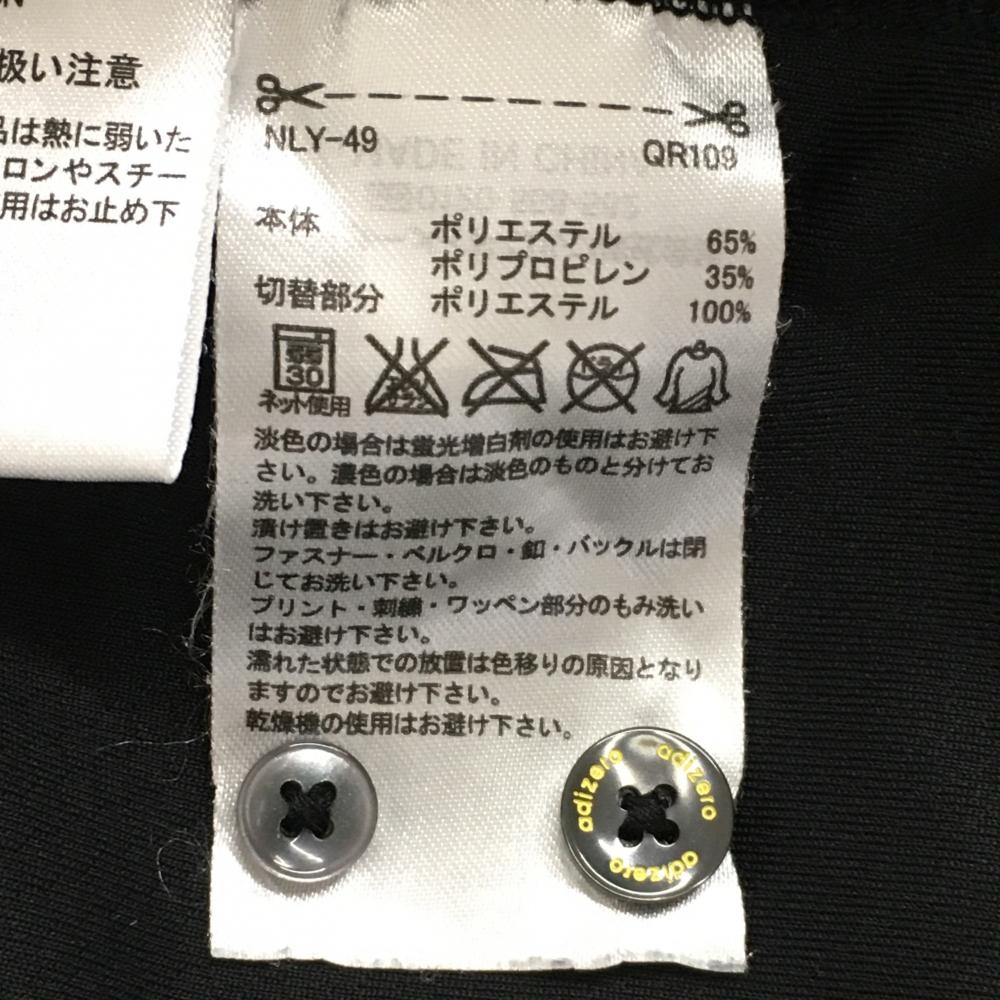 扱い注意
品は熱に弱いた
ロンやスチー
用はお止め下
NLY-49
QR109
本体 ポリエステル 65%
ポリプロピレン 35%
切替部分 ポリエステル 100%
弱
30
ネット使用
エンソ
サラシ
ドライ
淡色の場合は蛍光増白剤の使用はお避け下
さい。濃色の場合は淡色のものと分けてお
洗い下さい。
漬け置きはお避け下さい。
ファスナー・ベルクロ・釦・バックルは閉
じてお洗い下さい。
プリント・刺繍・ワッペン部分のもみ洗い
はお避け下さい。
濡れた状態での放置は色移りの原因となり
ますのでお避け下さい。
乾燥機の使用はお避け下さい。
adizero
adizero
adizero